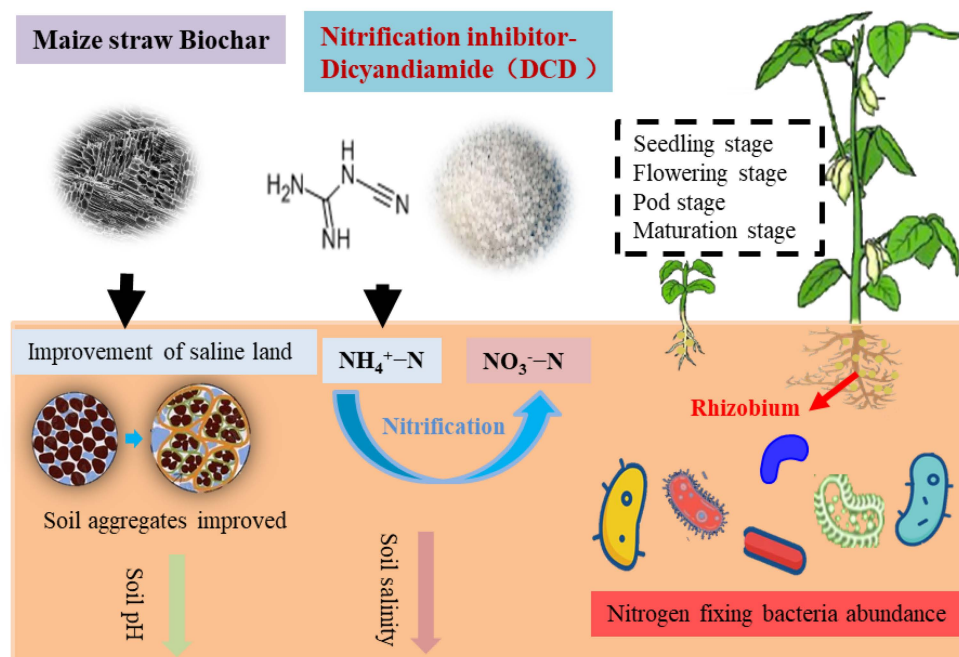 Maize straw Biochar
Nitrification inhibitor-
Dicyandiamide（DCD ）
H
N
H₂N
N
NH
Seedling stage
Flowering stage
Pod stage
Maturation stage
Improvement of saline land
NH₄⁺−N
NO₃⁻−N
Nitrification
Rhizobium
Soil aggregates improved
Soil pH
Soil salinity
Nitrogen fixing bacteria abundance